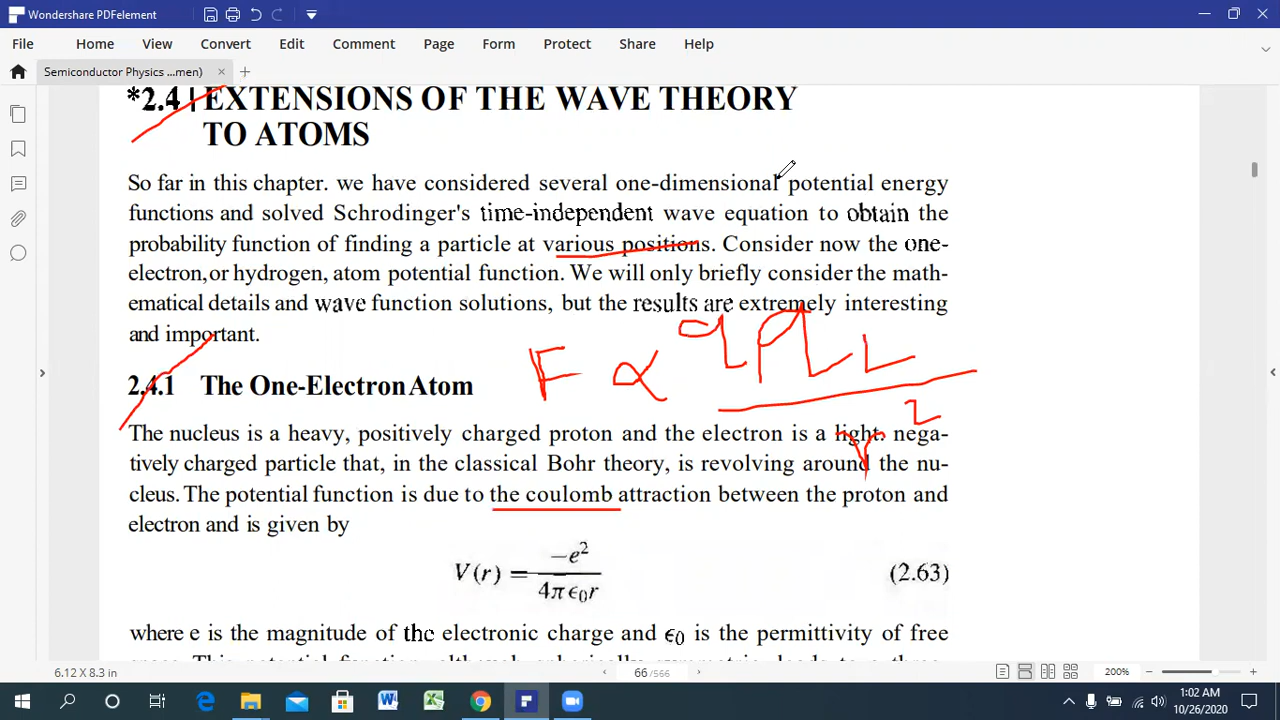 Wondershare PDFelement
File Home View Convert Edit Comment Page Form Protect Share Help
Semiconductor Physics ...men) × +
*2.4 | EXTENSIONS OF THE WAVE THEORY
TO ATOMS
So far in this chapter. we have considered several one-dimensional potential energy
functions and solved Schrodinger's time-independent wave equation to obtain the
probability function of finding a particle at various positions. Consider now the one-
electron, or hydrogen, atom potential function. We will only briefly consider the math-
ematical details and wave function solutions, but the results are extremely interesting
and important.
F ∝
r²
2.4.1 The One-Electron Atom
The nucleus is a heavy, positively charged proton and the electron is a light. nega-
tively charged particle that, in the classical Bohr theory, is revolving around the nu-
cleus. The potential function is due to the coulomb attraction between the proton and
electron and is given by
V(r) = −e² / 4π ϵ₀r (2.63)
where e is the magnitude of the electronic charge and ϵ₀ is the permittivity of free
6.12 X 8.3 in 66 /566 200%
1:02 AM
10/26/2020